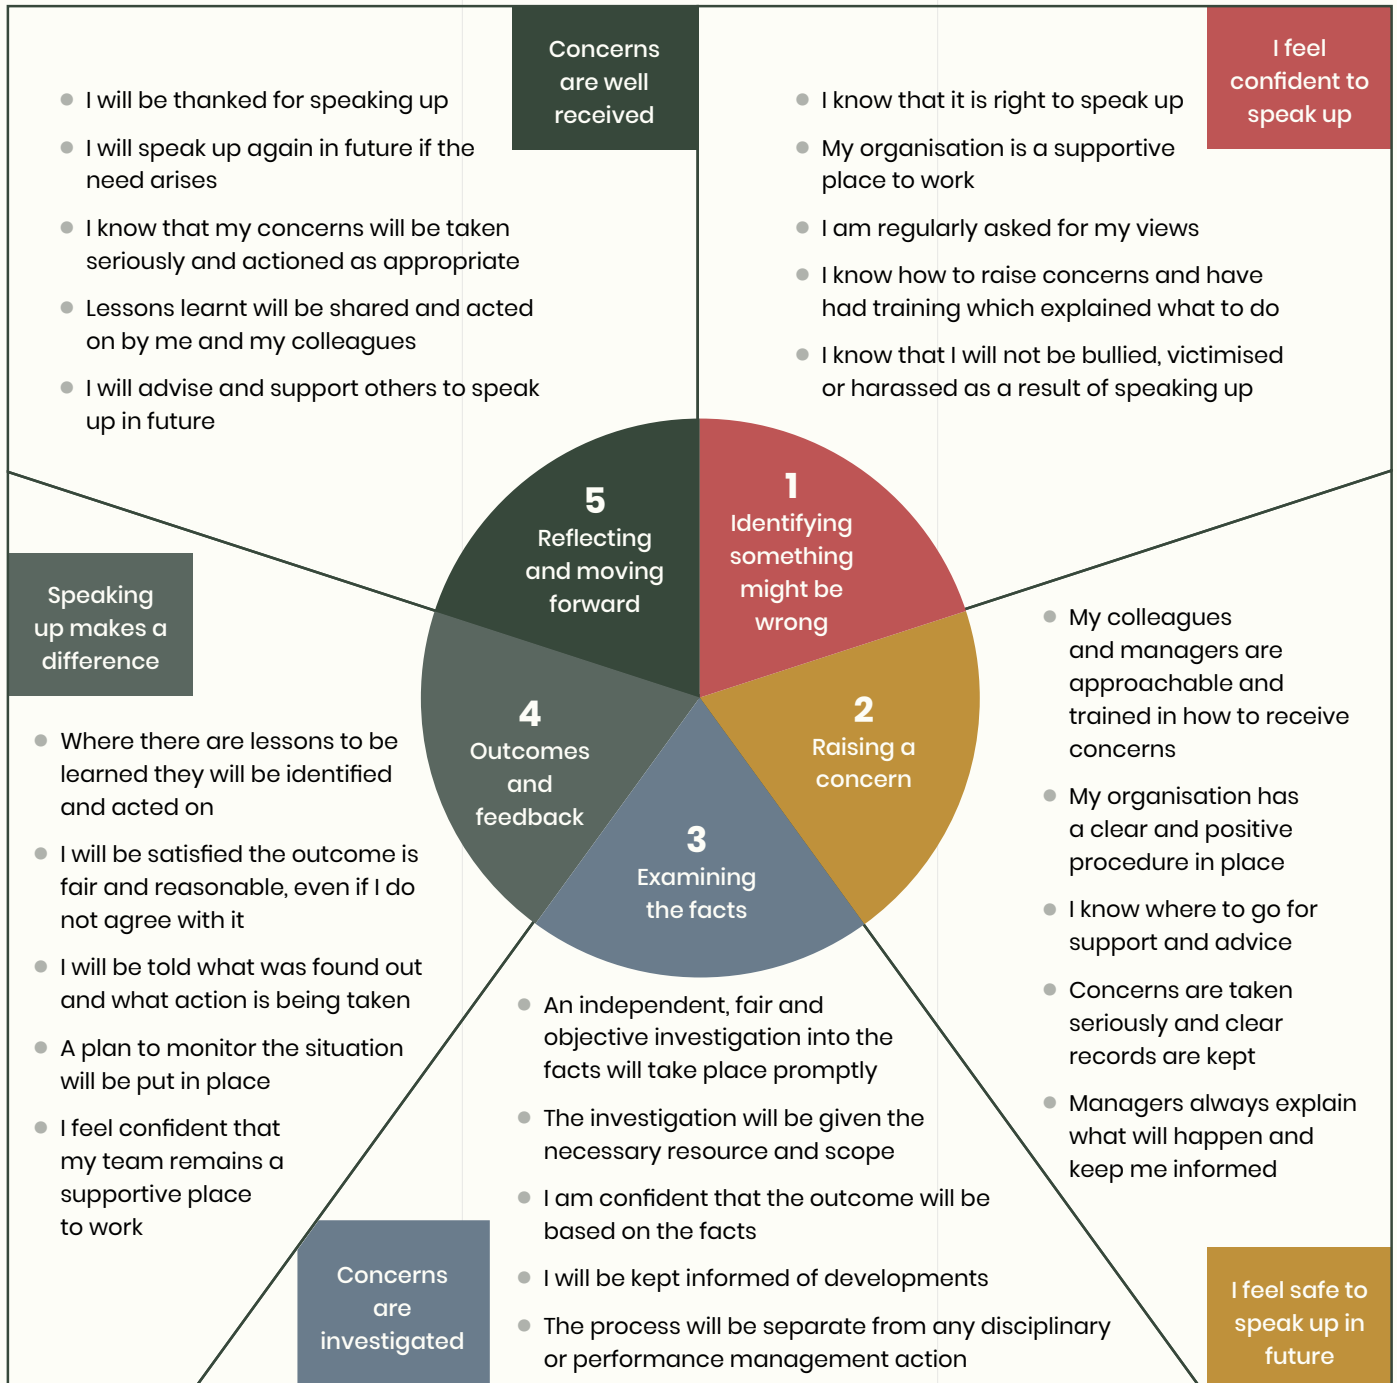 I feel
confident to
speak up
I know that it is right to speak up
My organisation is a supportive
place to work
I am regularly asked for my views
I know how to raise concerns and have
had training which explained what to do
I know that I will not be bullied, victimised
or harassed as a result of speaking up
1
Identifying
something
might be
wrong
2
Raising a
concern
My colleagues
and managers are
approachable and
trained in how to receive
concerns
My organisation has
a clear and positive
procedure in place
I know where to go for
support and advice
Concerns are taken
seriously and clear
records are kept
Managers always explain
what will happen and
keep me informed
I feel safe to
speak up in
future
3
Examining
the facts
An independent, fair and
objective investigation into the
facts will take place promptly
The investigation will be given the
necessary resource and scope
I am confident that the outcome will be
based on the facts
I will be kept informed of developments
The process will be separate from any disciplinary
or performance management action
Concerns
are
investigated
4
Outcomes
and
feedback
Speaking
up makes a
difference
Where there are lessons to be
learned they will be identified
and acted on
I will be satisfied the outcome is
fair and reasonable, even if I do
not agree with it
I will be told what was found out
and what action is being taken
A plan to monitor the situation
will be put in place
I feel confident that
my team remains a
supportive place
to work
5
Reflecting
and moving
forward
Concerns
are well
received
I will be thanked for speaking up
I will speak up again in future if the
need arises
I know that my concerns will be taken
seriously and actioned as appropriate
Lessons learnt will be shared and acted
on by me and my colleagues
I will advise and support others to speak
up in future